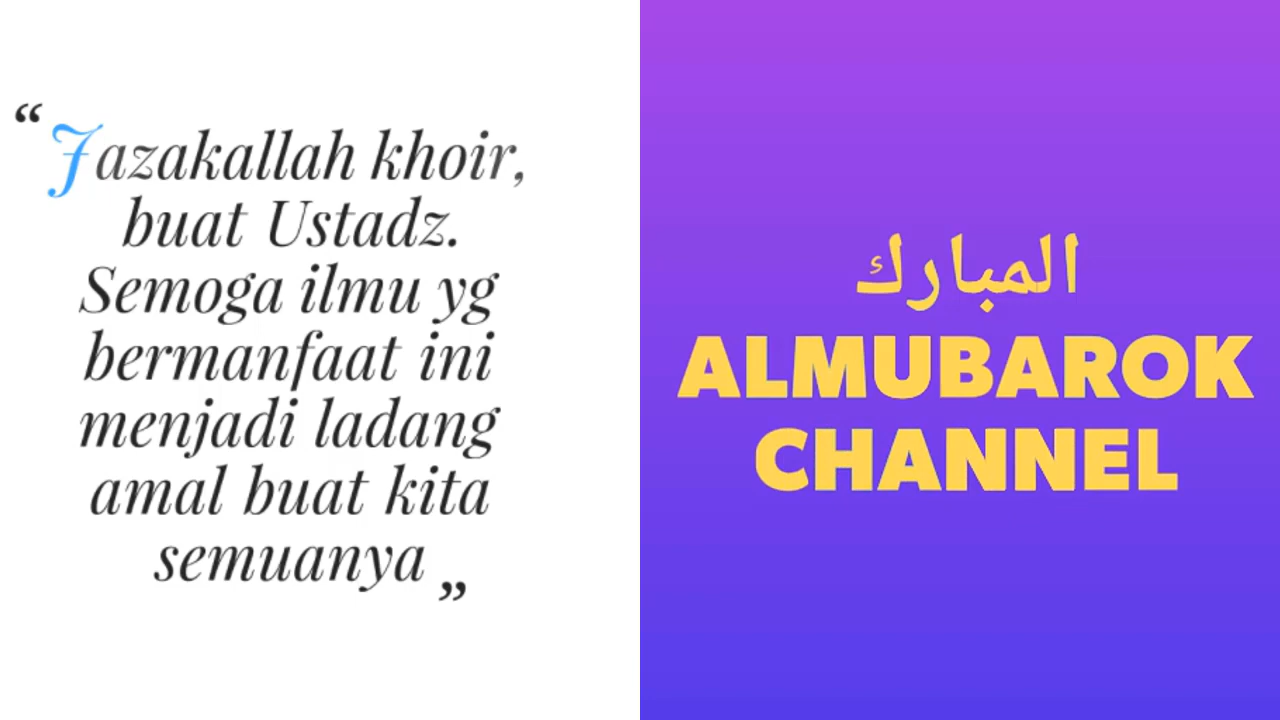 “Jazakallah khoir,
buat Ustadz.
Semoga ilmu yg
bermanfaat ini
menjadi ladang
amal buat kita
semuanya„
المبارك
ALMUBAROK
CHANNEL